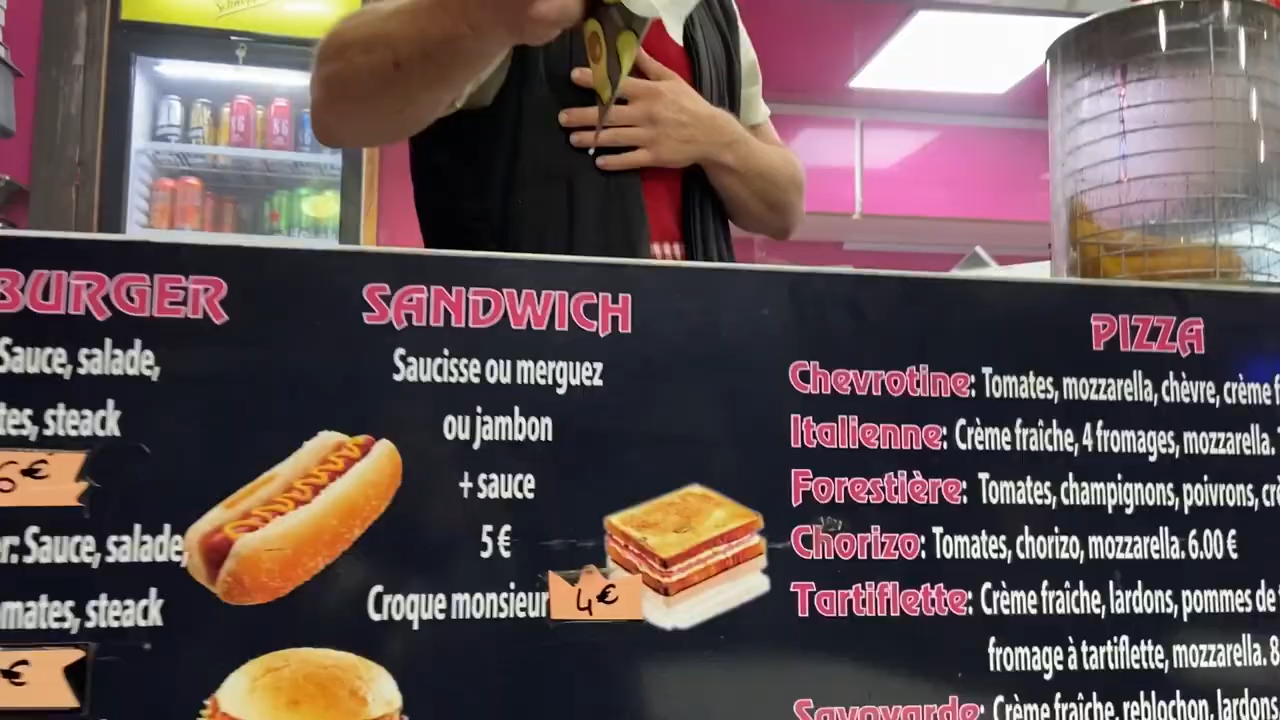 Schweppes
BURGER
Sauce, salade,
tes, steack
6€
r: Sauce, salade,
mates, steack
€
SANDWICH
Saucisse ou merguez
ou jambon
+ sauce
5 €
Croque monsieur 4€
PIZZA
Chevrotine: Tomates, mozzarella, chèvre, crème f
Italienne: Crème fraîche, 4 fromages, mozzarella.
Forestière: Tomates, champignons, poivrons, crè
Chorizo: Tomates, chorizo, mozzarella. 6.00 €
Tartiflette: Crème fraîche, lardons, pommes de
fromage à tartiflette, mozzarella. 8
Savoyarde: Crème fraîche, reblochon, lardons